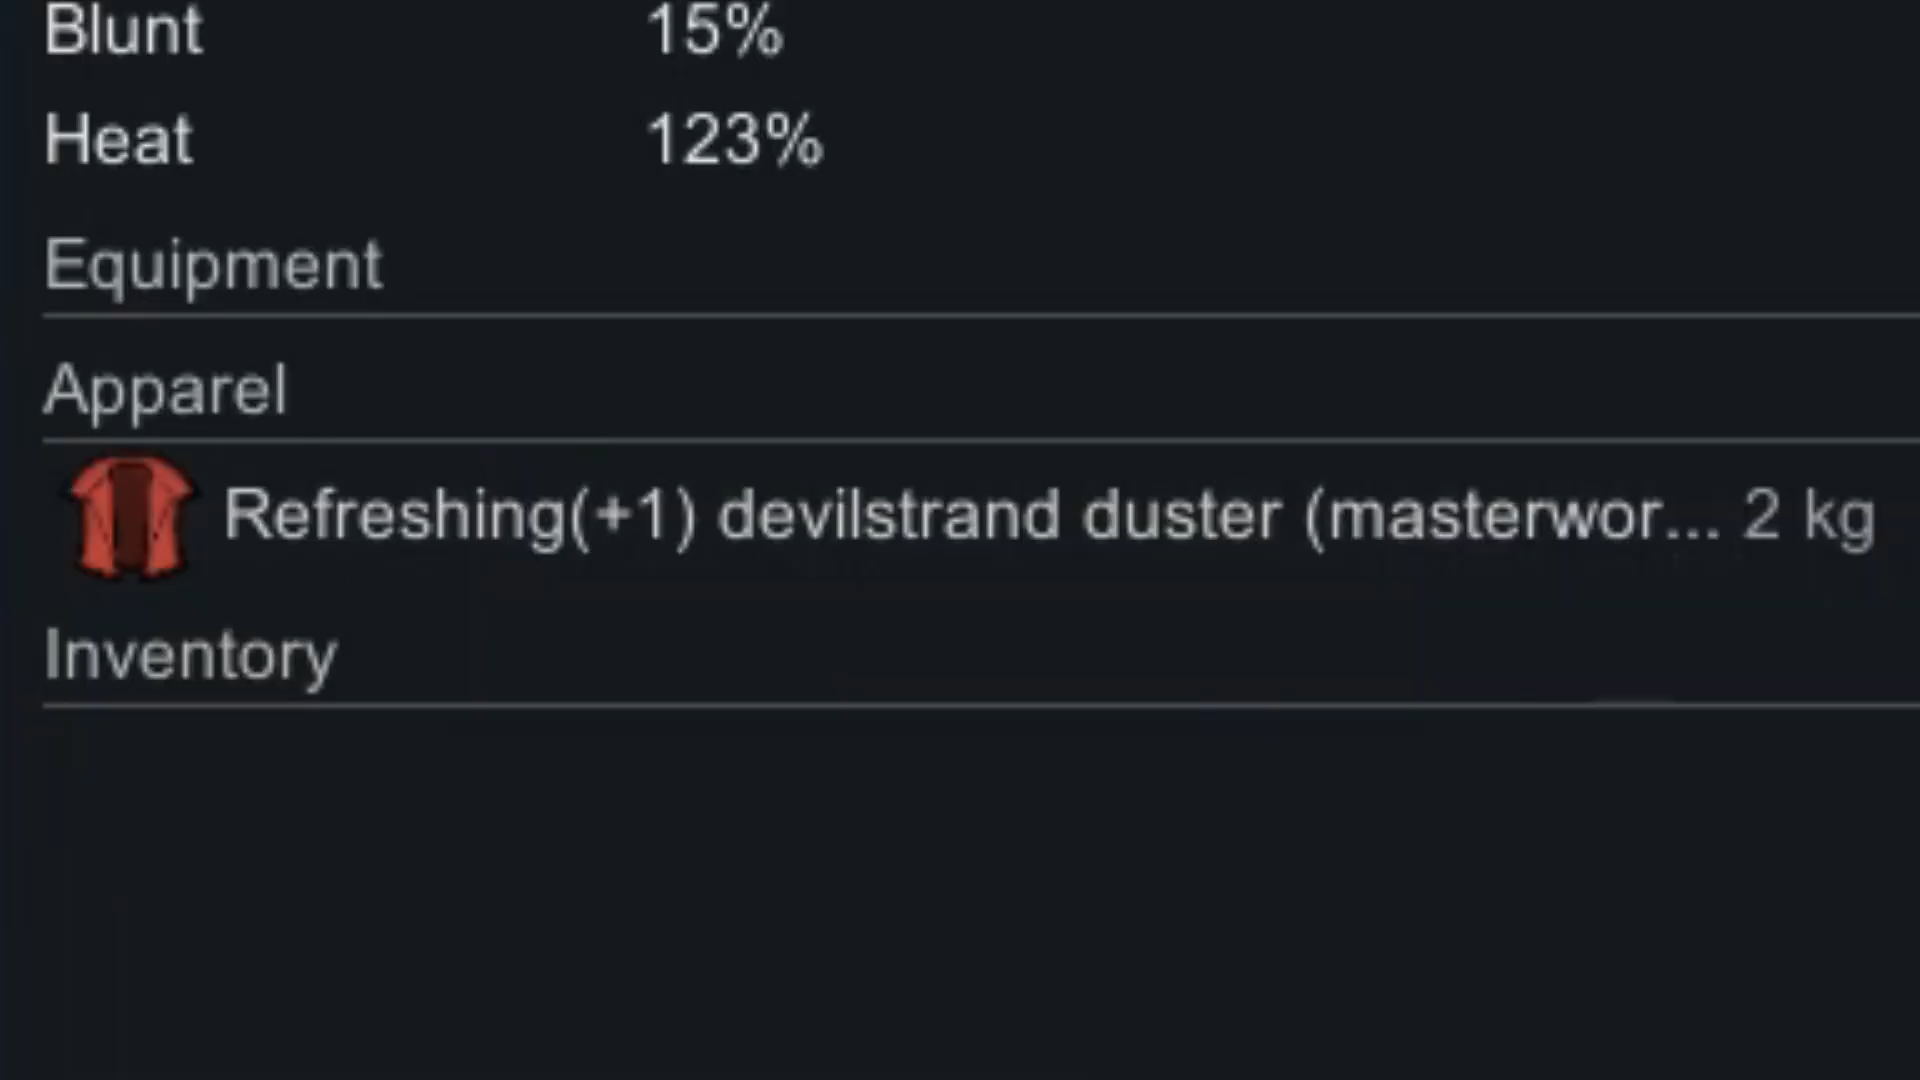 Blunt 15%
Heat 123%
Equipment
Apparel
Refreshing(+1) devilstrand duster (masterwor... 2 kg
Inventory